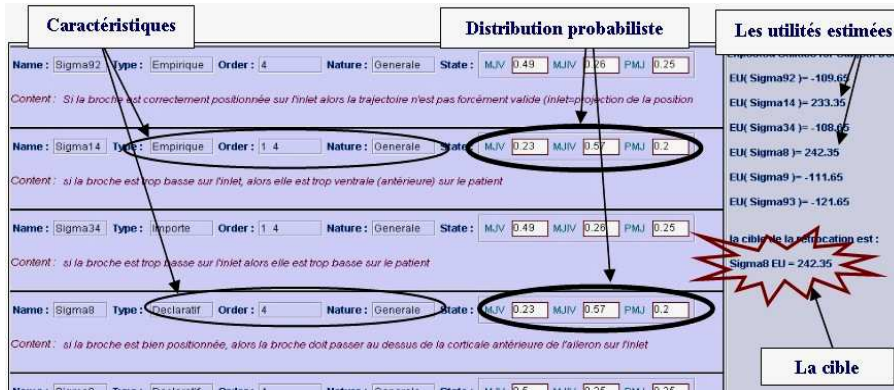 Caractéristiques
Distribution probabiliste
Les utilités estimées
Name : Sigma92 Type : Empirique Order : 4 Nature : Generale State : MJV 0.49 MJIV 0.26 PMJ 0.25
EU( Sigma92 )= -109.65
Content : Si la broche est correctement positionnée sur l'inlet alors la trajectoire n'est pas forcément valide (inlet=projection de la position
EU( Sigma14 )= 233.35
EU( Sigma34 )= -108.65
Name : Sigma14 Type : Empirique Order : 1 4 Nature : Generale State : MJV 0.23 MJIV 0.57 PMJ 0.2
EU( Sigma8 )= 242.35
Content : si la broche est trop basse sur l'inlet, alors elle est trop ventrale (antérieure) sur le patient
EU( Sigma9 )= -111.65
EU( Sigma93 )= -121.65
Name : Sigma34 Type : Importe Order : 1 4 Nature : Generale State : MJV 0.49 MJIV 0.26 PMJ 0.25
la cible de la retrocation est :
Content : si la broche est trop basse sur l'inlet alors elle est trop basse sur le patient
Sigma8 EU = 242.35
Name : Sigma8 Type : Declaratif Order : 4 Nature : Generale State : MJV 0.23 MJIV 0.57 PMJ 0.2
Content : si la broche est bien positionnée, alors la broche doit passer au dessus de la corticale antérieure de l'aileron sur l'inlet
La cible